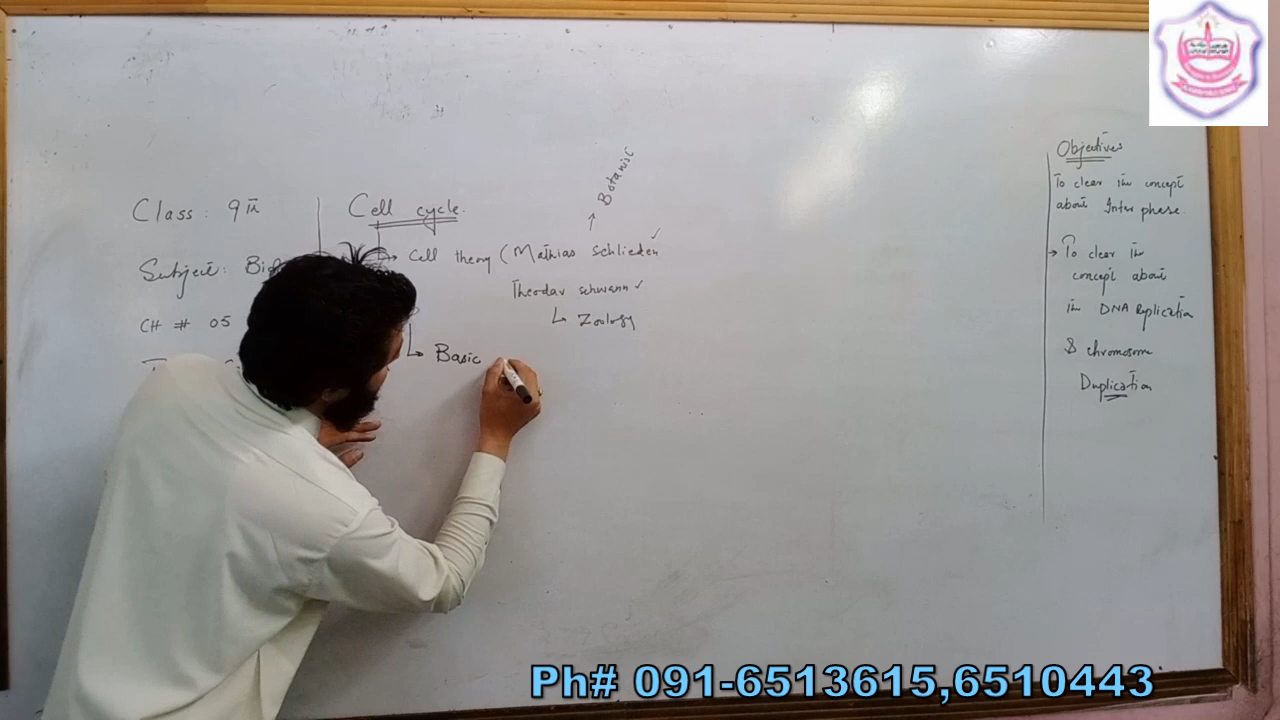 Class: 9th
Subject: Bio
CH # 05
Cell cycle.
→ Cell theory (Mathias Schlieden ✓
↑ Botanist
Theodar schwann ✓
↳ Zoology
↳ Basic
Objectives
To clear the concept
about Inter phase.
→ To clear the
concept about
the DNA Replication
& chromosome
Duplication
Ph# 091-6513615,6510443